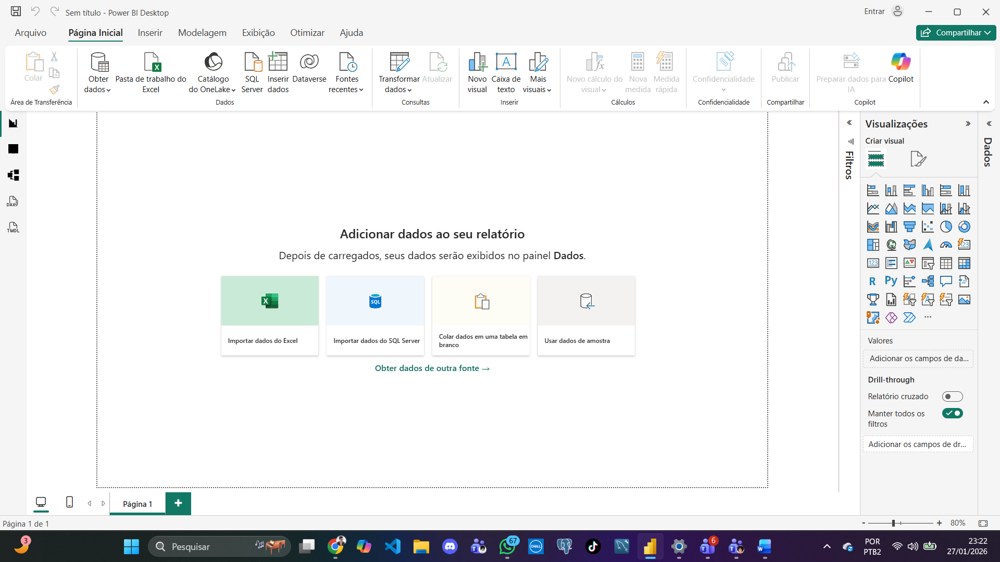 Sem título - Power BI Desktop
Entrar
Arquivo
Página Inicial
Inserir
Modelagem
Exibição
Otimizar
Ajuda
Compartilhar
Colar
Obter
dados
Pasta de trabalho do
Excel
Catálogo
do OneLake
SQL
Server
Inserir
dados
Dataverse
Fontes
recentes
Transformar
dados
Atualizar
Novo
visual
Caixa de
texto
Mais
visuais
Novo cálculo do
visual
Nova
medida
Medida
rápida
Confidencialidade
Publicar
Preparar dados para
IA
Copilot
Área de Transferência
Dados
Consultas
Inserir
Cálculos
Confidencialidade
Compartilhar
Copilot
DAX
TMDL
Adicionar dados ao seu relatório
Depois de carregados, seus dados serão exibidos no painel Dados.
SQL
Importar dados do Excel
Importar dados do SQL Server
Colar dados em uma tabela em
branco
Usar dados de amostra
Obter dados de outra fonte →
Filtros
Visualizações
Criar visual
123
123
R
Py
Valores
Adicionar os campos de da...
Drill-through
Relatório cruzado
Manter todos os
filtros
Adicionar os campos de dr...
Dados
Página 1
Página 1 de 1
80%
3
Pesquisar
67
DELL
6
POR
PTB2
23:22
27/01/2026